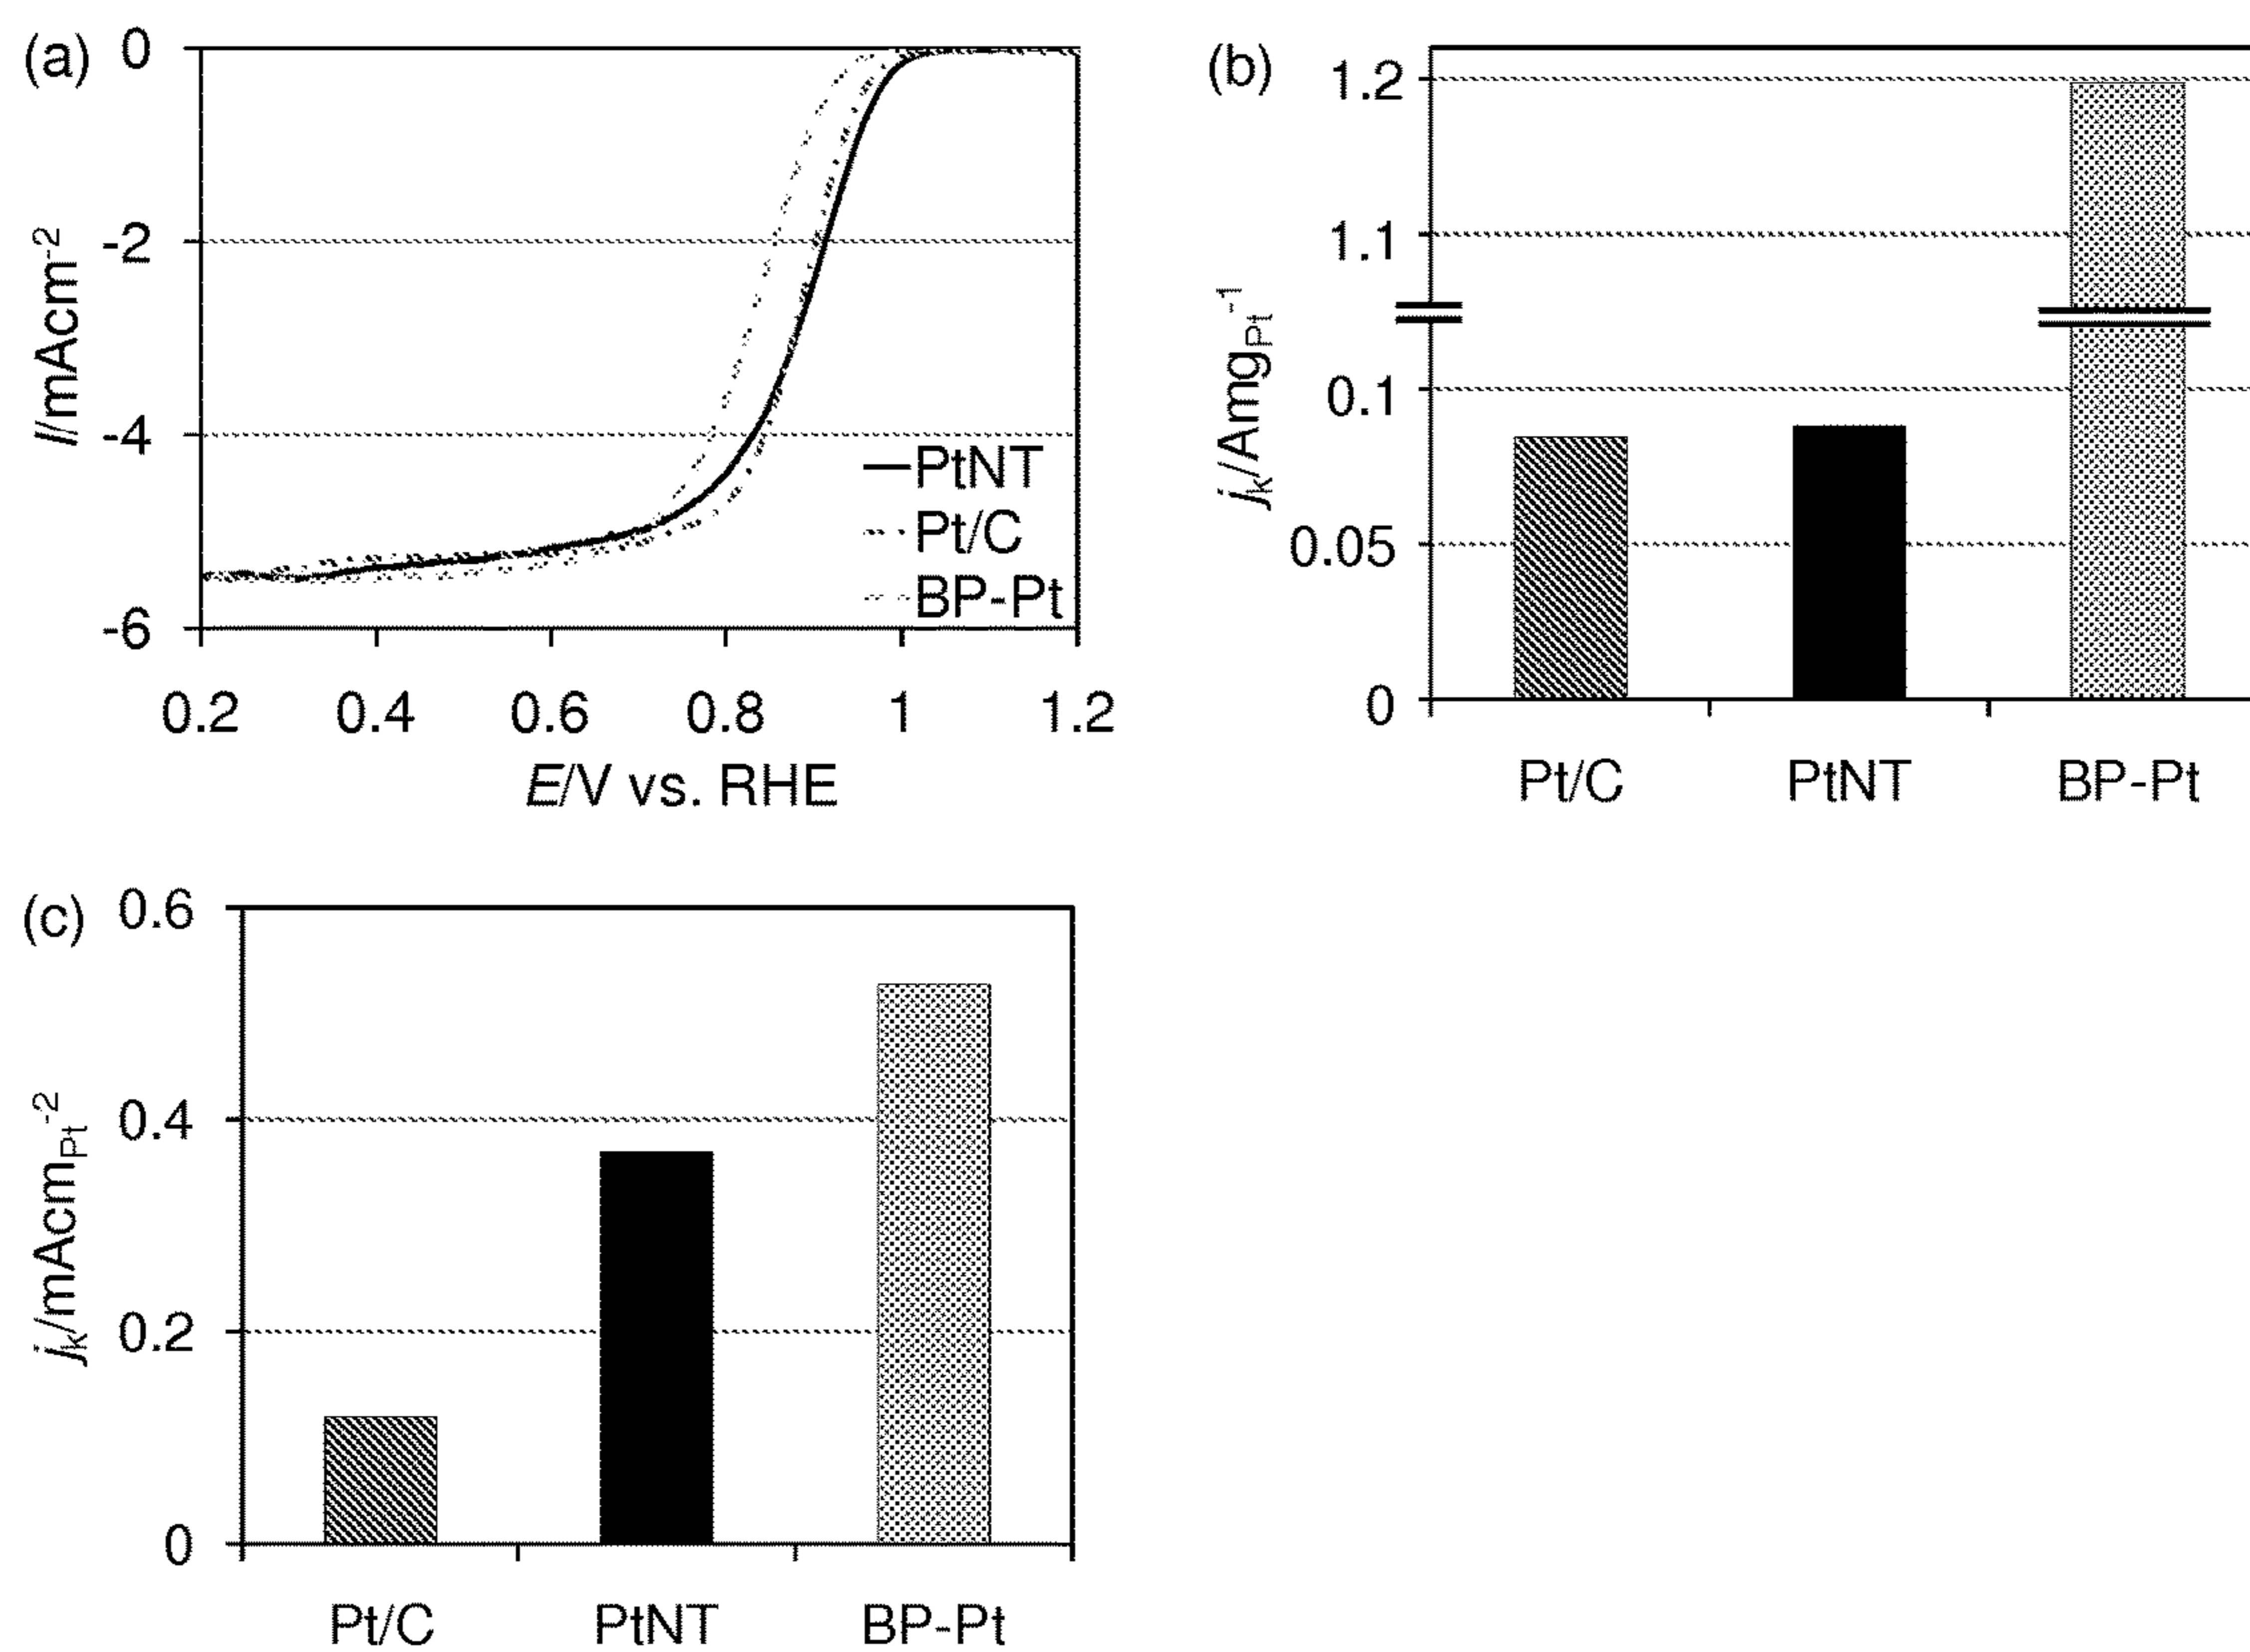 (a)
0
-2
-4
-6
I/mAcm-2
PtNT
Pt/C
BP-Pt
0.2 0.4 0.6 0.8 1 1.2
E/V vs. RHE
(b)
1.2
1.1
0.1
0.05
0
jk/AmgPt-1
Pt/C PtNT BP-Pt
(c)
0.6
0.4
0.2
0
jk/mAcmPt-2
Pt/C PtNT BP-Pt